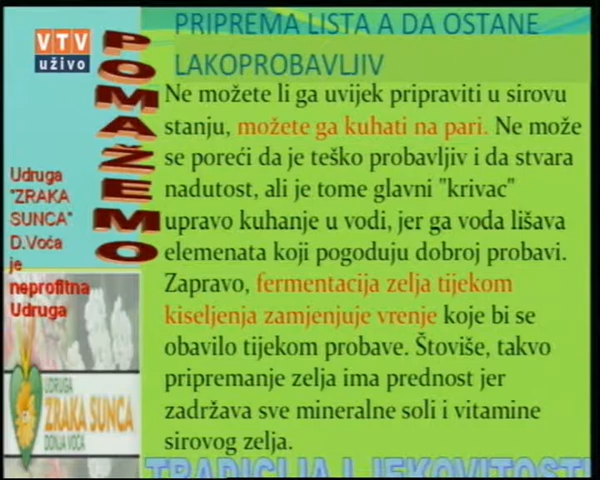 PRIPREMA LISTA A DA OSTANE
LAKOPROBAVLJIV
VTV
uživo
POMAŽEMO
Ne možete li ga uvijek pripraviti u sirovu
stanju, možete ga kuhati na pari. Ne može
se poreći da je teško probavljiv i da stvara
nadutost, ali je tome glavni "krivac"
upravo kuhanje u vodi, jer ga voda lišava
elemenata koji pogoduju dobroj probavi.
Zapravo, fermentacija zelja tijekom
kiseljenja zamjenjuje vrenje koje bi se
obavilo tijekom probave. Štoviše, takvo
pripremanje zelja ima prednost jer
zadržava sve mineralne soli i vitamine
sirovog zelja.
Udruga
"ZRAKA
SUNCA"
D.Voća
je
neprofitna
Udruga
UDRUGA
ZRAKA SUNCA
DONJA VOĆA
TRADICIJA LJEKOVITOSTI